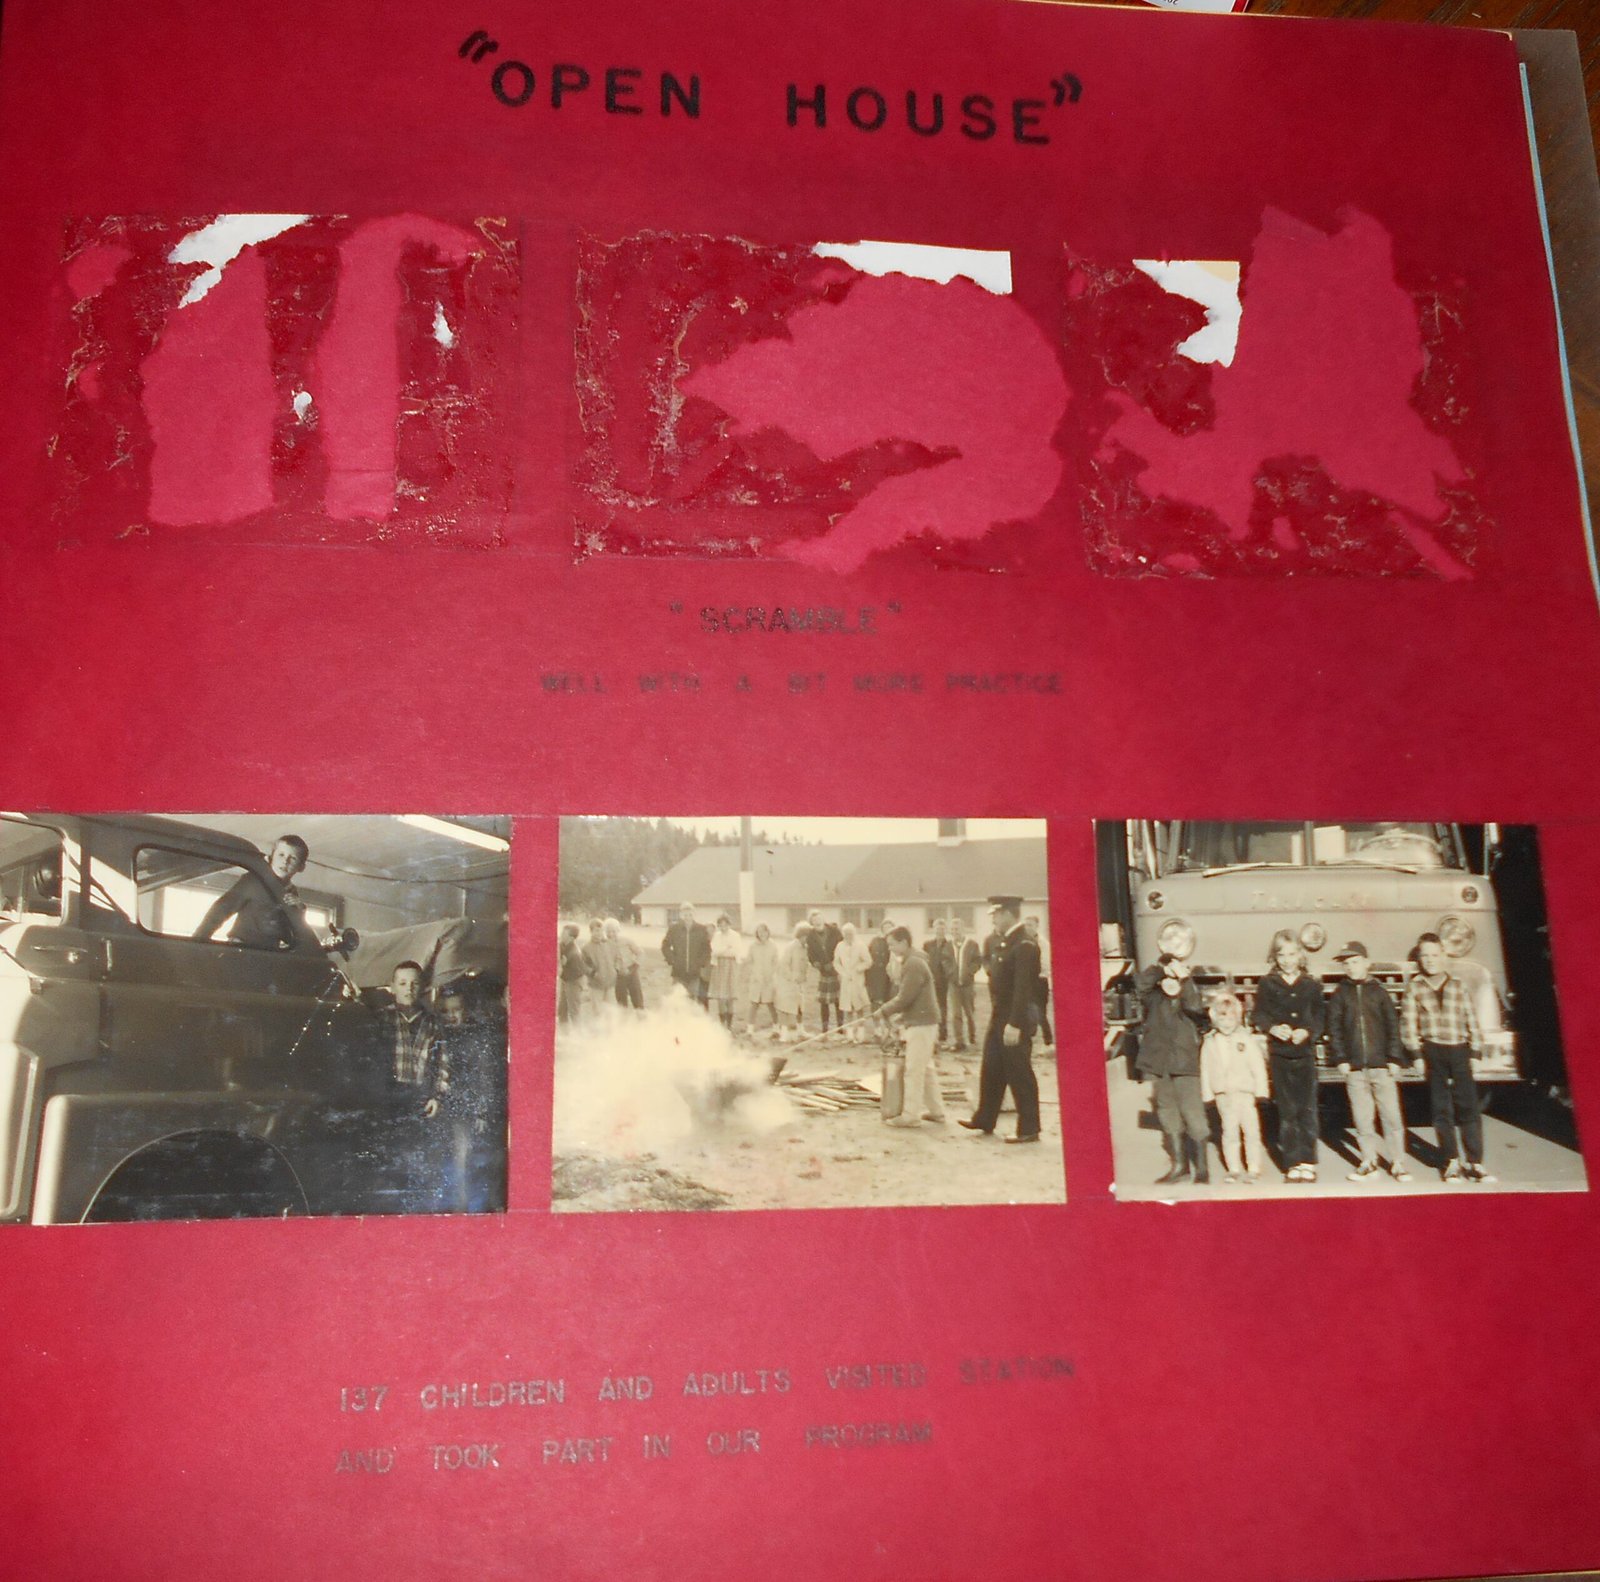 "OPEN HOUSE"
"SCRAMBLE"
WELL WITH A BIT MORE PRACTICE
137 CHILDREN AND ADULTS VISITED STATION
AND TOOK PART IN OUR PROGRAM